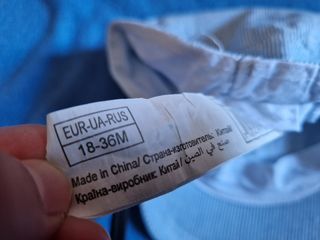 EUR-UA-RUS
18-36M
Made in China/ Страна-изготовитель: Китай
Країна-виробник: Китай/ صنع في الصين